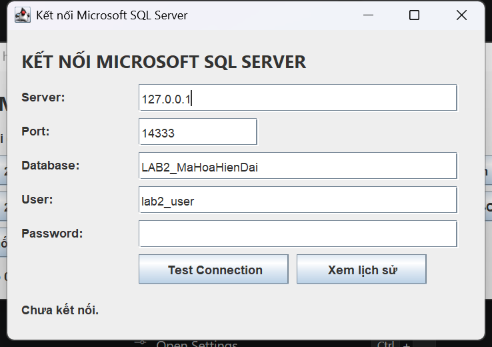 Kết nối Microsoft SQL Server
KẾT NỐI MICROSOFT SQL SERVER
Server: 127.0.0.1
Port: 14333
Database: LAB2_MaHoaHienDai
User: lab2_user
Password:
Test Connection Xem lịch sử
Chưa kết nối.
Open Settings Ctrl +